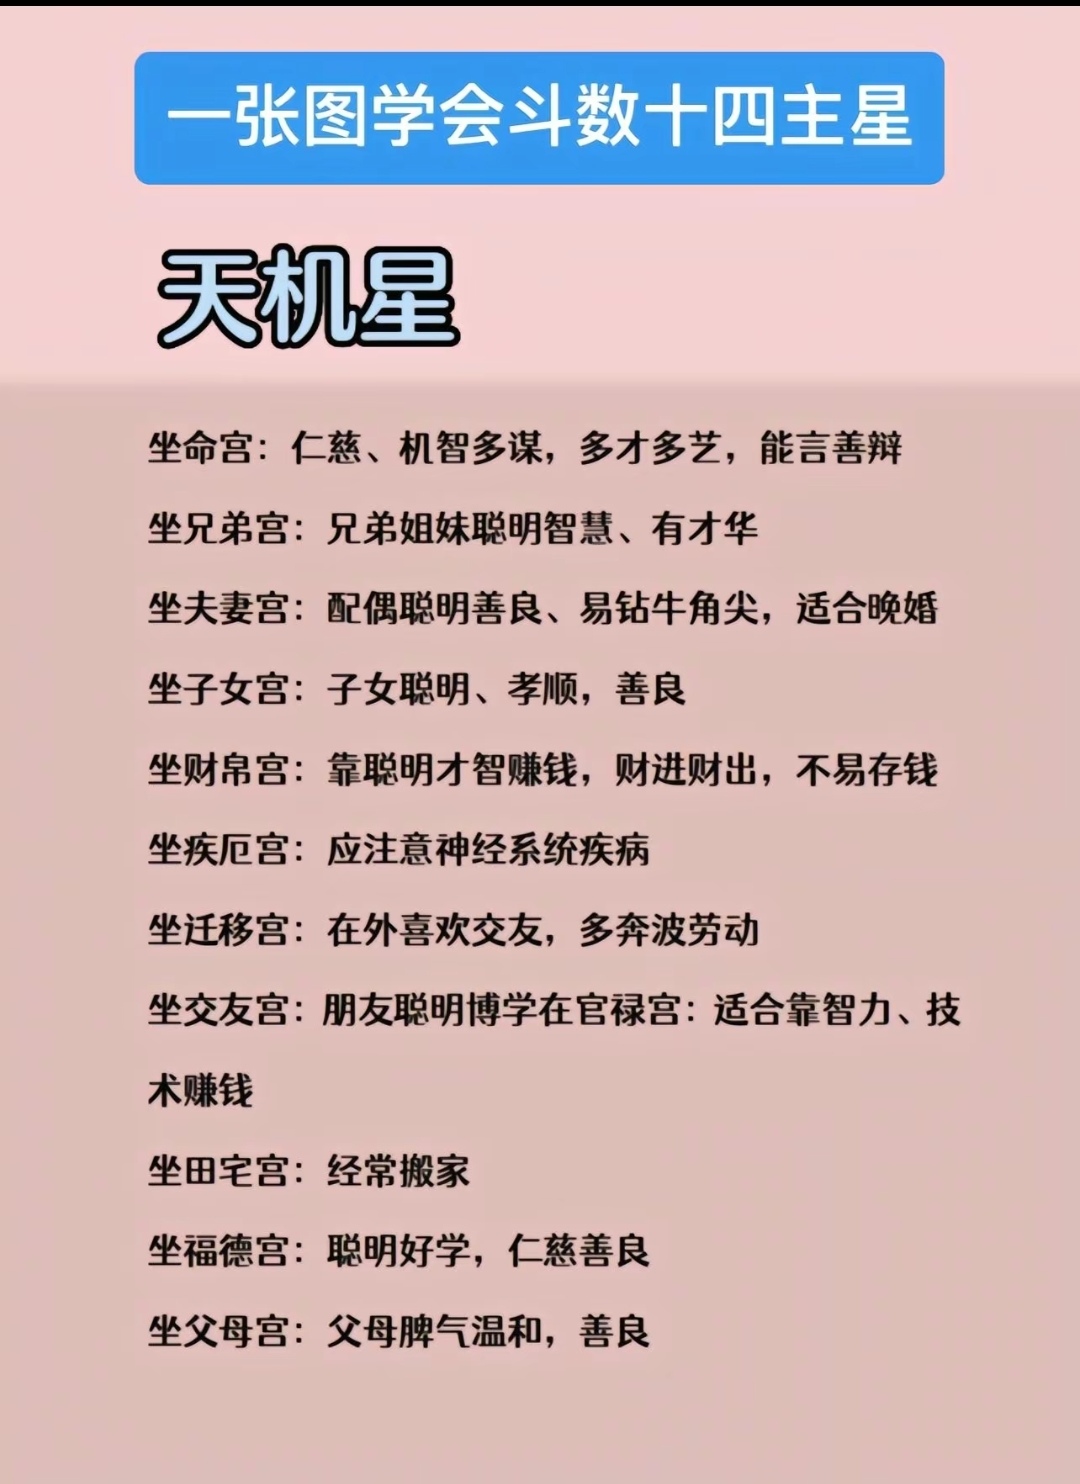 一张图学会斗数十四主星
天机星
坐命宫：仁慈、机智多谋，多才多艺，能言善辩
坐兄弟宫：兄弟姐妹聪明智慧、有才华
坐夫妻宫：配偶聪明善良、易钻牛角尖，适合晚婚
坐子女宫：子女聪明、孝顺，善良
坐财帛宫：靠聪明才智赚钱，财进财出，不易存钱
坐疾厄宫：应注意神经系统疾病
坐迁移宫：在外喜欢交友，多奔波劳动
坐交友宫：朋友聪明博学在官禄宫：适合靠智力、技
术赚钱
坐田宅宫：经常搬家
坐福德宫：聪明好学，仁慈善良
坐父母宫：父母脾气温和，善良